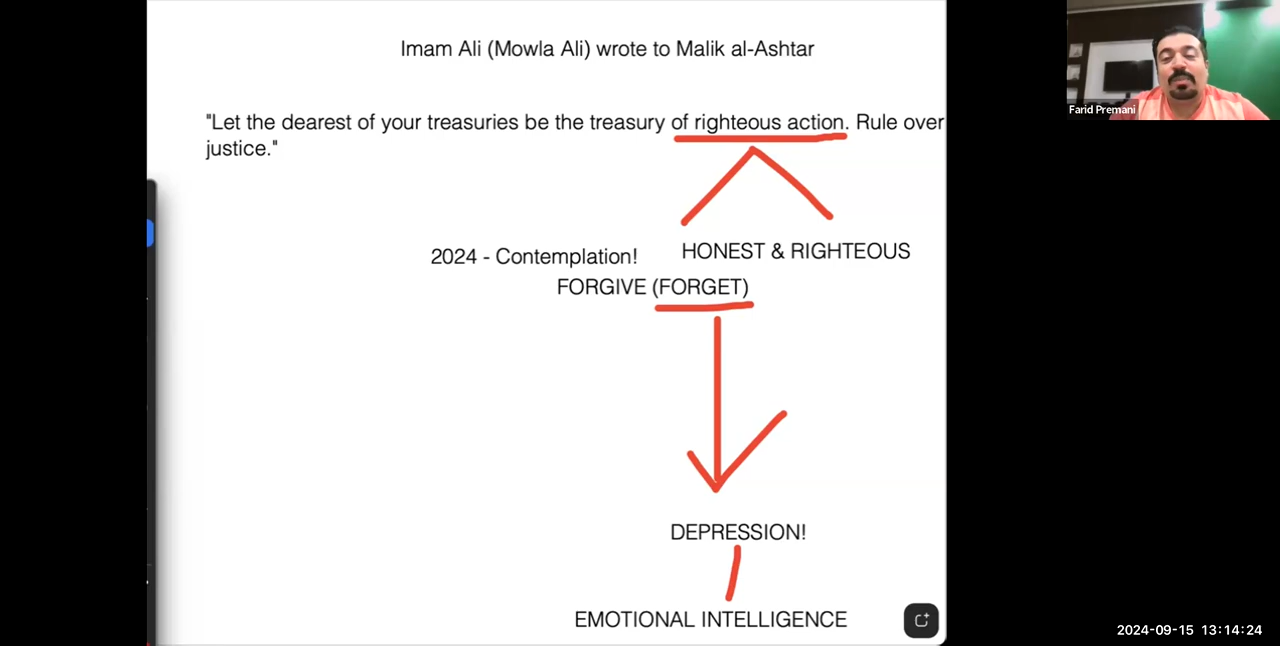 Imam Ali (Mowla Ali) wrote to Malik al-Ashtar
Farid Premani
"Let the dearest of your treasuries be the treasury of righteous action. Rule over
justice."
2024 - Contemplation!
HONEST & RIGHTEOUS
FORGIVE (FORGET)
DEPRESSION!
EMOTIONAL INTELLIGENCE
2024-09-15 13:14:24